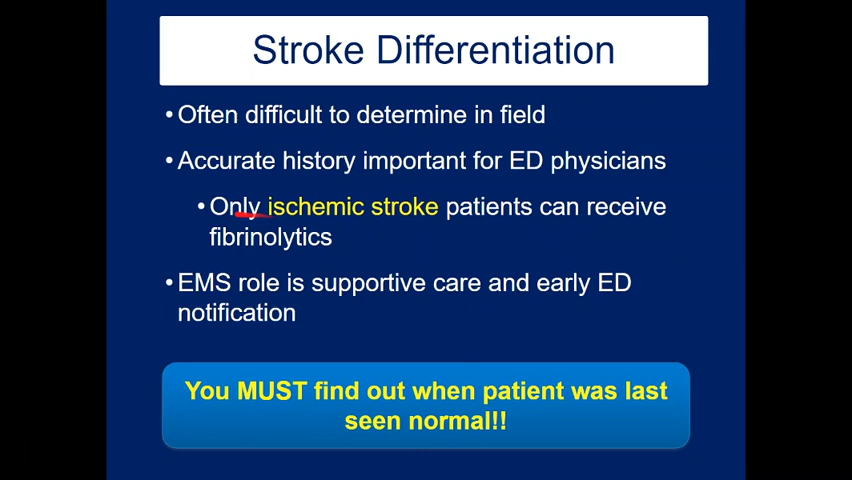 Stroke Differentiation
•Often difficult to determine in field
•Accurate history important for ED physicians
•Only ischemic stroke patients can receive
fibrinolytics
•EMS role is supportive care and early ED
notification
You MUST find out when patient was last
seen normal!!